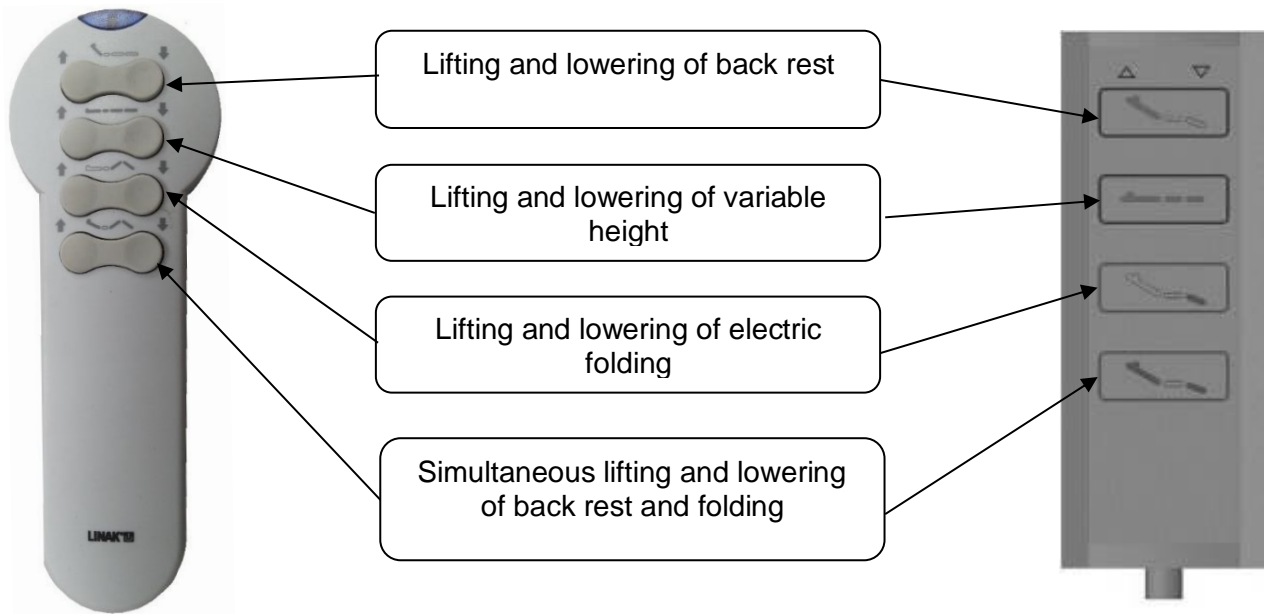 Lifting and lowering of back rest
Lifting and lowering of variable
height
Lifting and lowering of electric
folding
Simultaneous lifting and lowering
of back rest and folding
LINAK